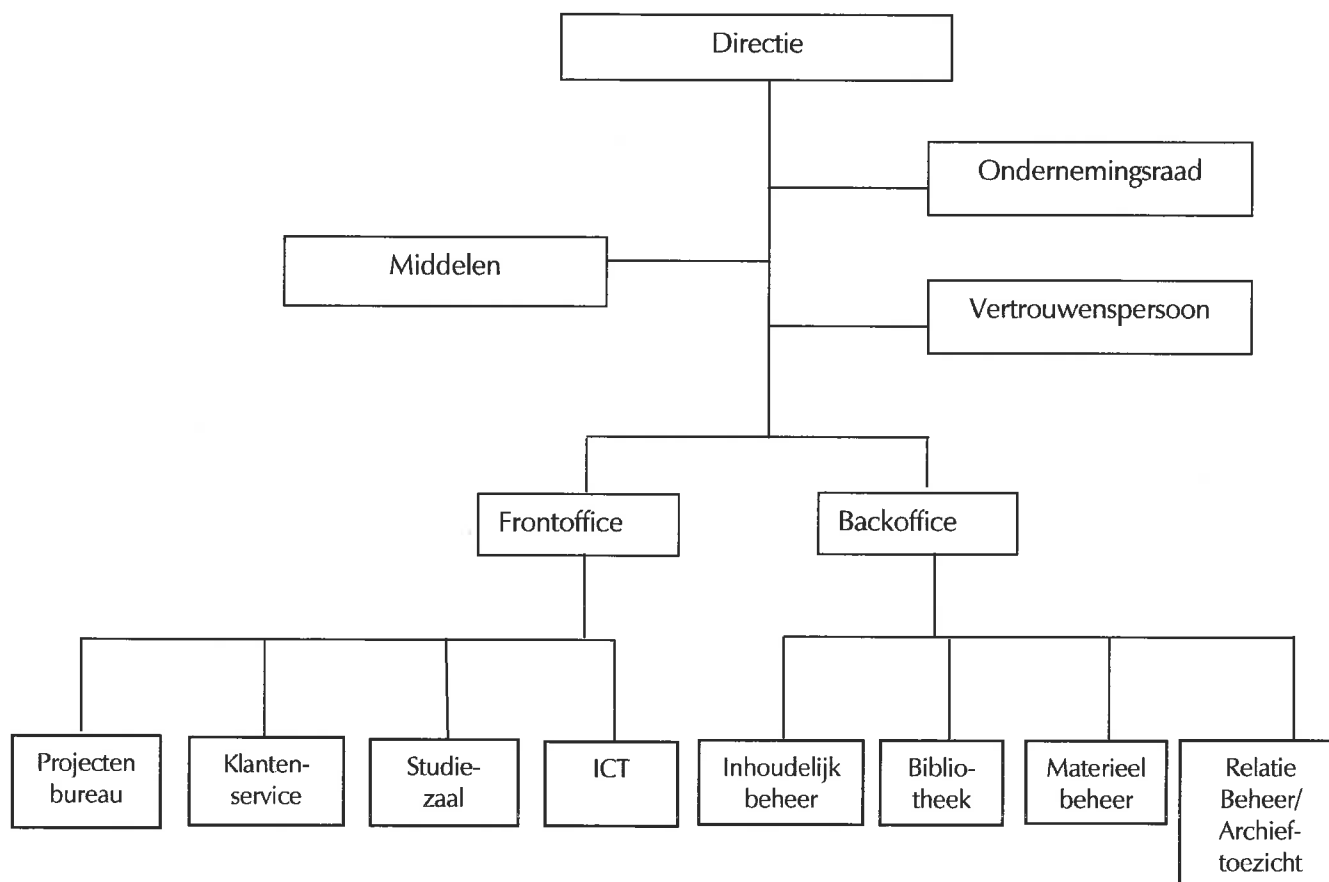 Directie
Ondernemingsraad
Middelen
Vertrouwenspersoon
Frontoffice
Backoffice
Projecten
bureau
Klanten-
service
Studie-
zaal
ICT
Inhoudelijk
beheer
Biblio-
theek
Materieel
beheer
Relatie
Beheer/
Archief-
toezicht